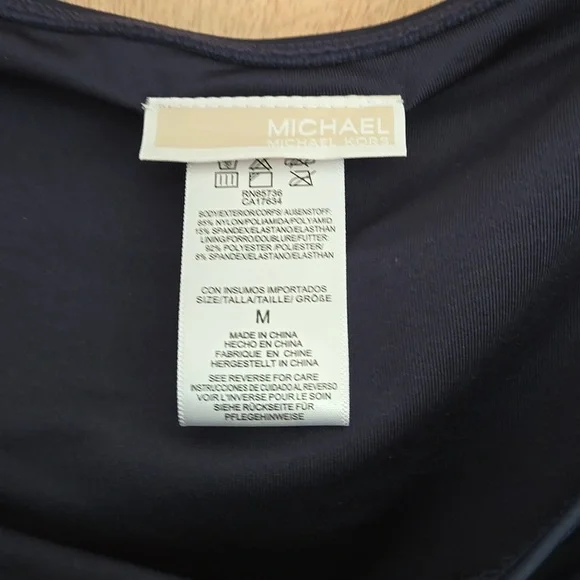 MICHAEL
MICHAEL KORS
RN85736
CA17634
BODY/EXTERIOR/CORPS/ AUßENSTOFF:
85% NYLON/POLIAMIDA/POLYAMID
15% SPANDEX/ELASTANO/ELASTHAN
LINING/FORRO/DOUBLURE/FUTTER:
92% POLYESTER /POLIESTER/
8% SPANDEX/ELASTANO/ELASTHAN
CON INSUMOS IMPORTADOS
SIZE/TALLA/TAILLE/ GRÖßE
M
MADE IN CHINA
HECHO EN CHINA
FABRIQUE EN CHINE
HERGESTELLT IN CHINA
SEE REVERSE FOR CARE
INSTRUCCIONES DE CUIDADO AL REVERSO
VOIR L'INVERSE POUR LE SOIN
SIEHE RÜCKSEITE FÜR
PFLEGEHINWEISE